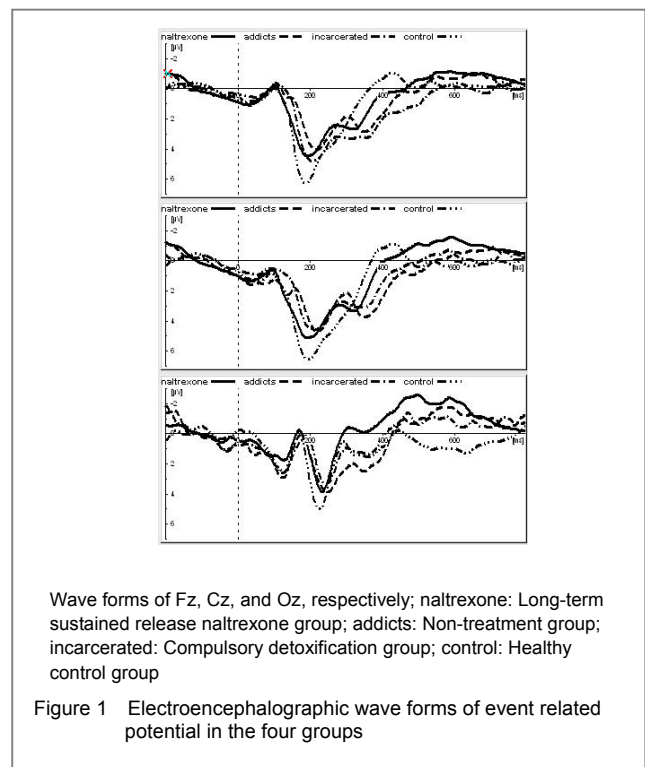 naltrexone addicts incarcerated control
[µV]
-2
0
200
400
600
[ms]
2
4
6
naltrexone addicts incarcerated control
[µV]
-2
0
200
400
600
[ms]
2
4
6
naltrexone addicts incarcerated control
[µV]
-2
0
200
400
600
[ms]
2
4
6
Wave forms of Fz, Cz, and Oz, respectively; naltrexone: Long-term
sustained release naltrexone group; addicts: Non-treatment group;
incarcerated: Compulsory detoxification group; control: Healthy
control group
Figure 1 Electroencephalographic wave forms of event related
potential in the four groups